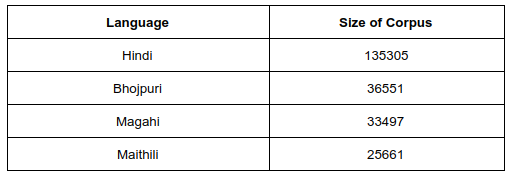 Language Size of Corpus
Hindi 135305
Bhojpuri 36551
Magahi 33497
Maithili 25661